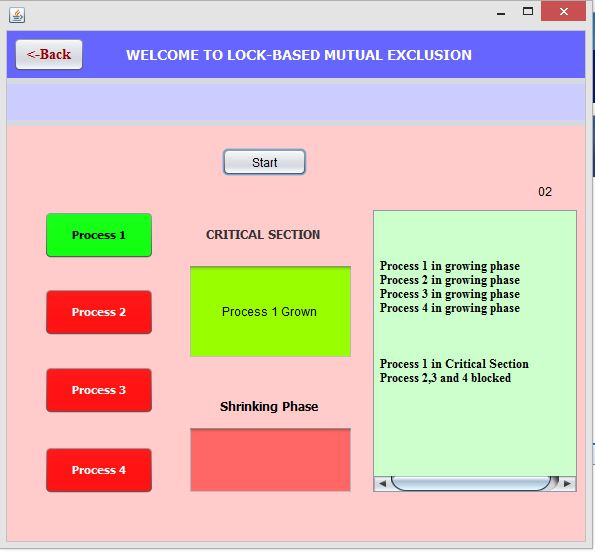 <-Back
WELCOME TO LOCK-BASED MUTUAL EXCLUSION
Start
02
Process 1
CRITICAL SECTION
Process 1 in growing phase
Process 2 in growing phase
Process 3 in growing phase
Process 4 in growing phase
Process 2
Process 1 Grown
Process 1 in Critical Section
Process 2,3 and 4 blocked
Process 3
Shrinking Phase
Process 4